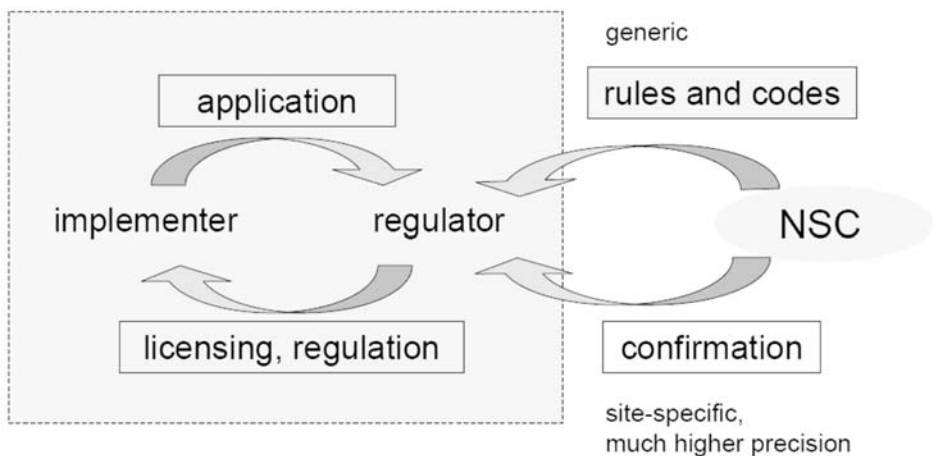 generic
application
rules and codes
implementer
regulator
NSC
licensing, regulation
confirmation
site-specific,
much higher precision